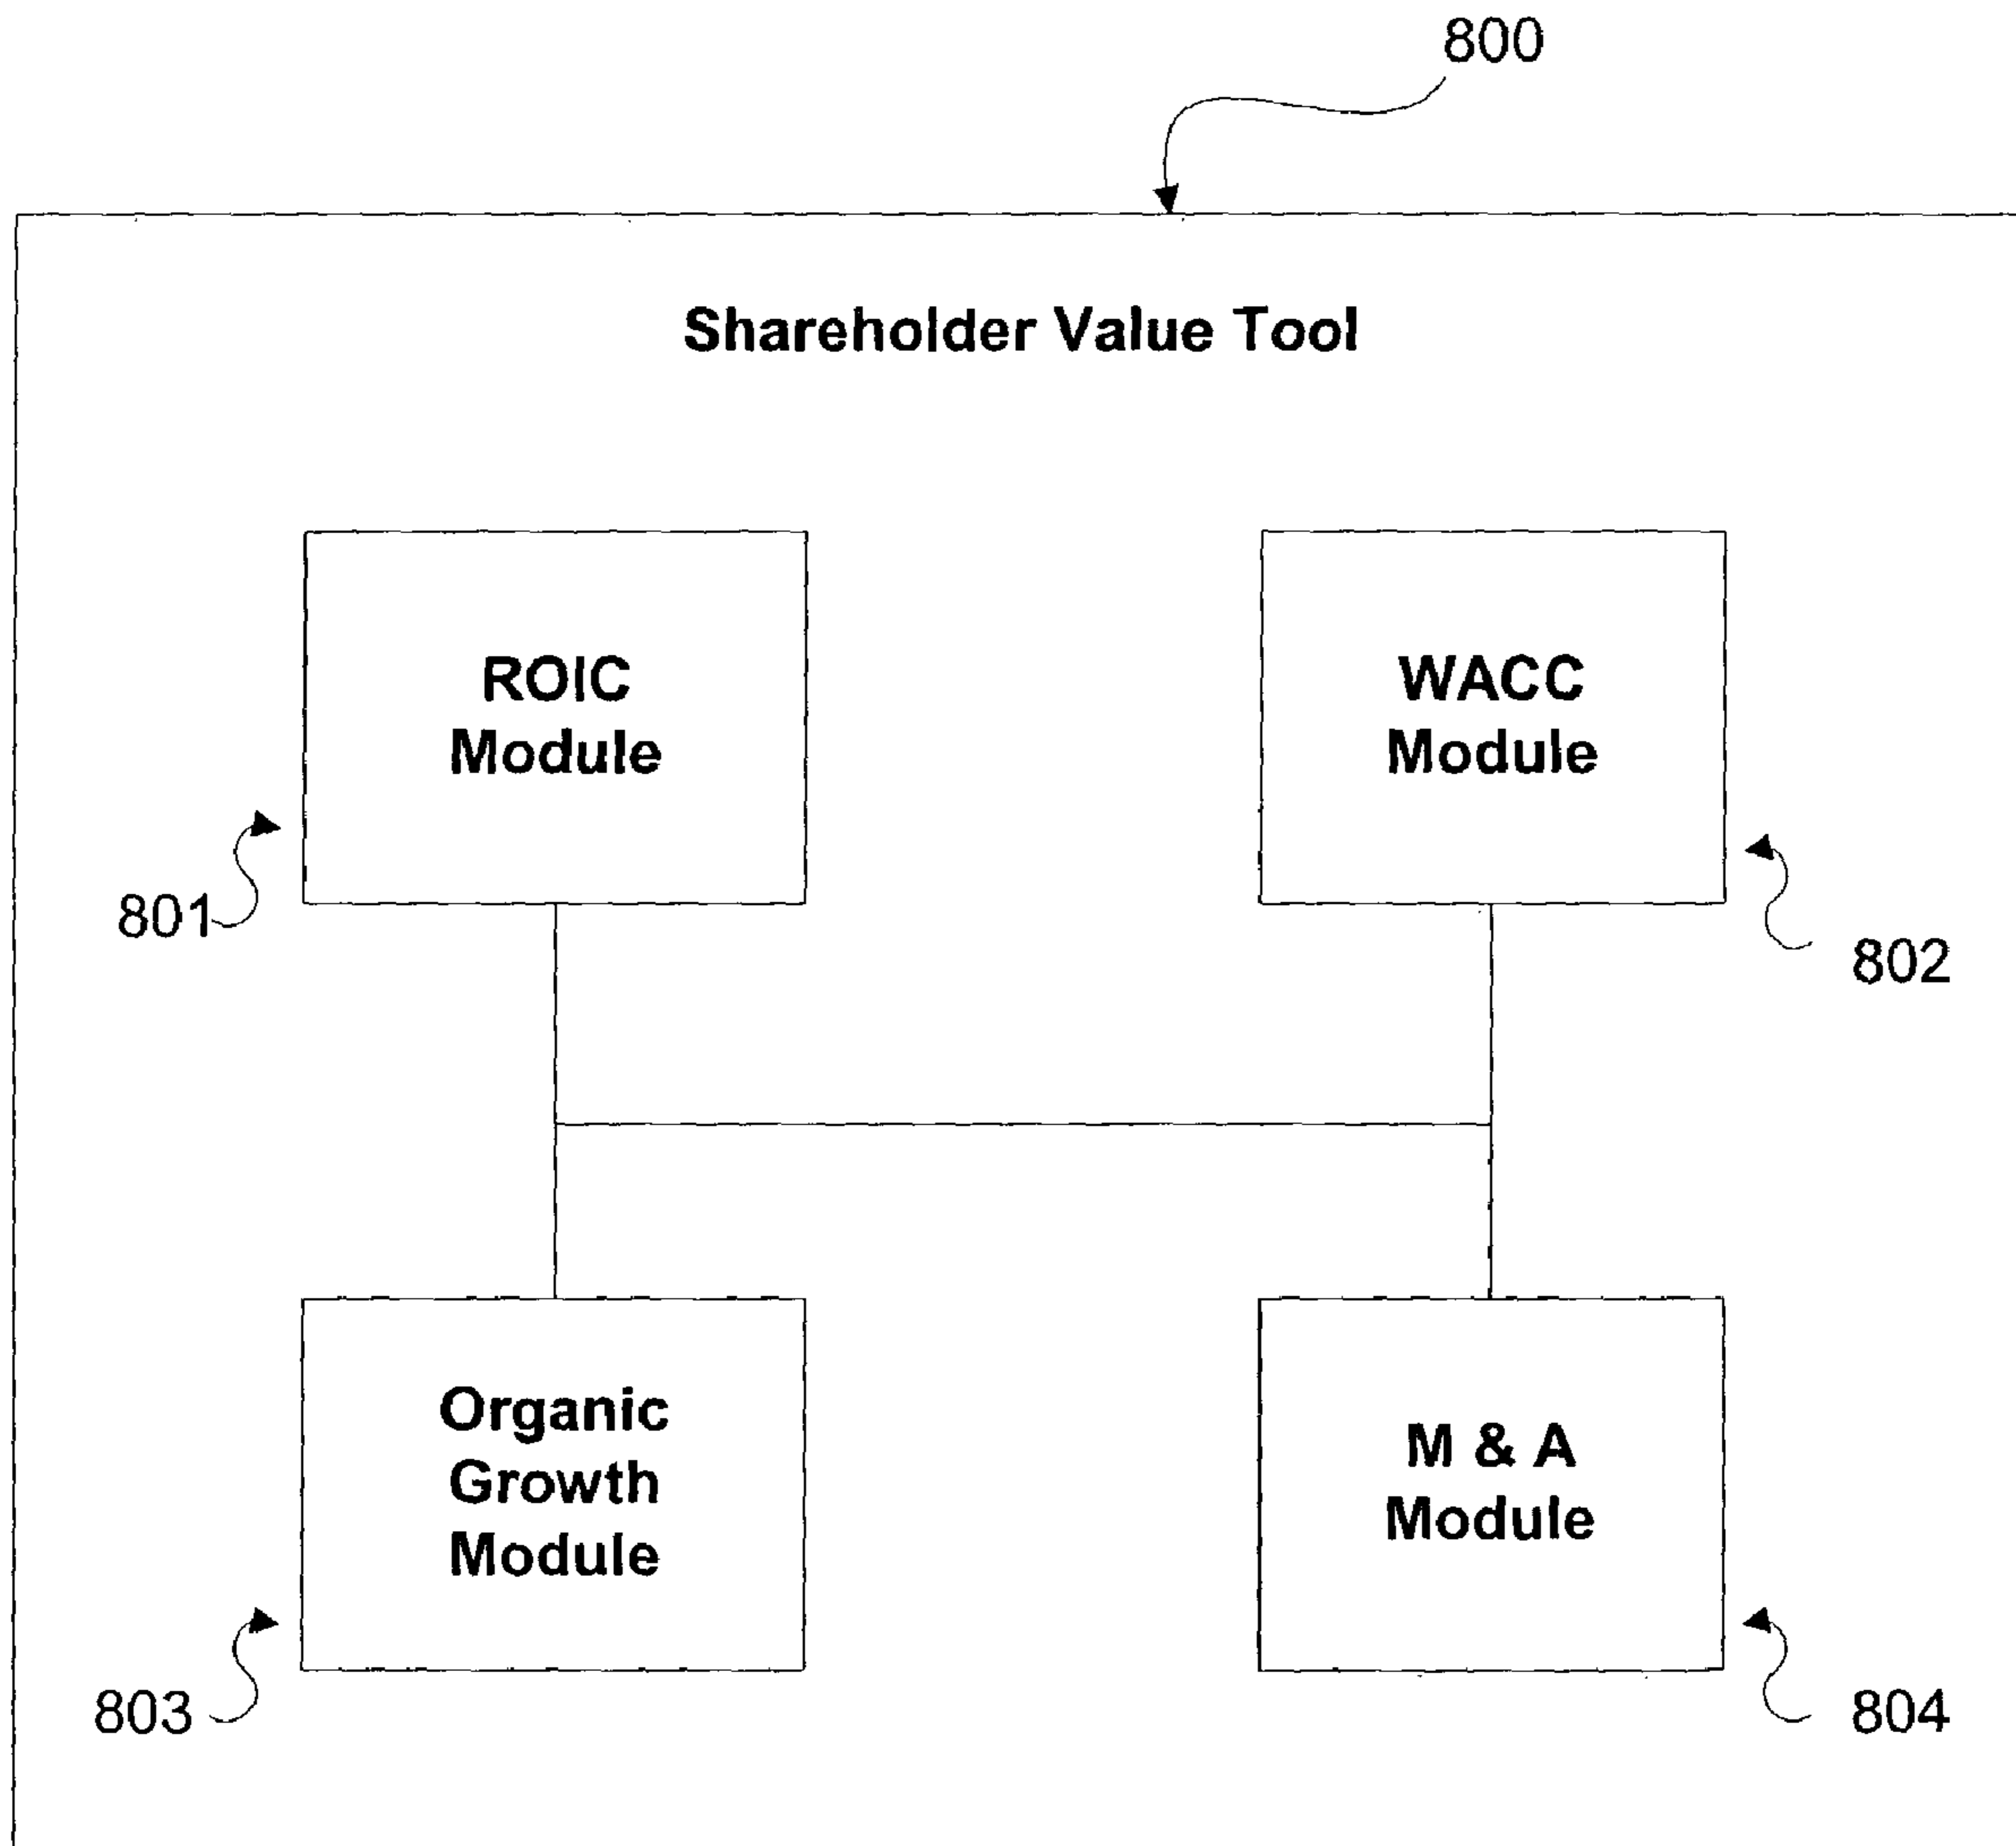 800
Shareholder Value Tool
ROIC
Module
WACC
Module
801
802
Organic
Growth
Module
M & A
Module
803
804